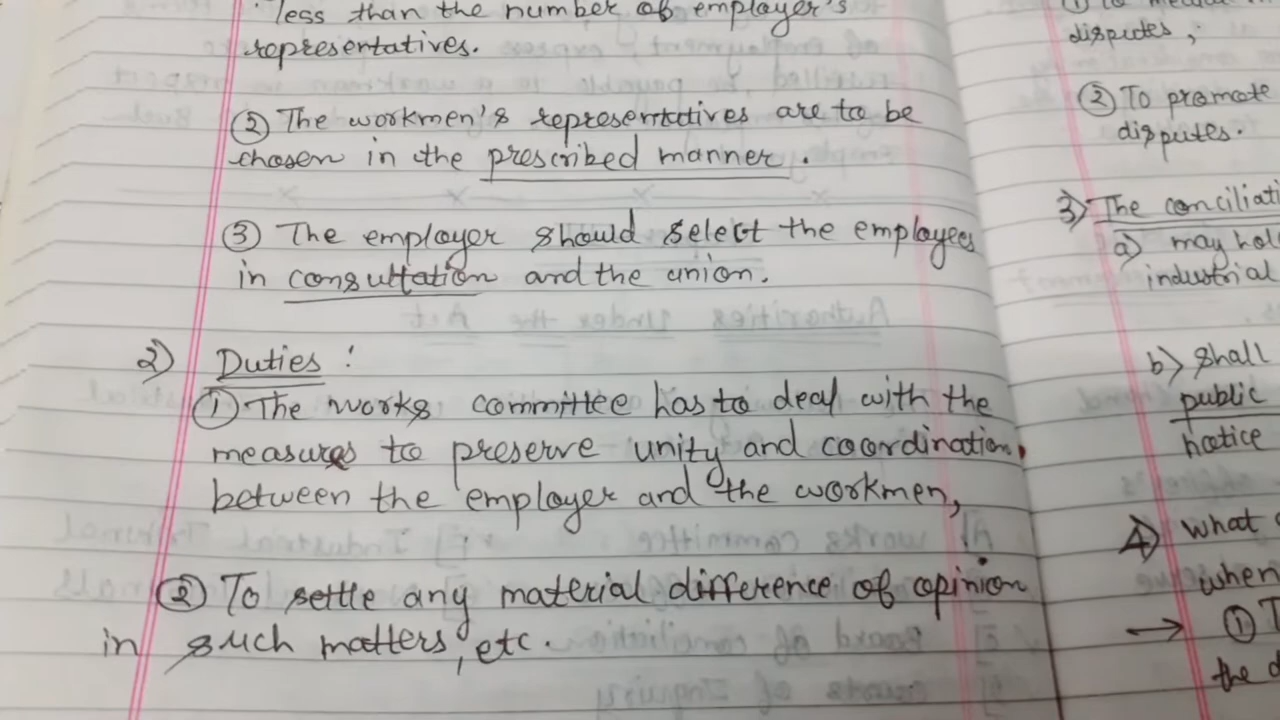 less than the number of employer's
representatives.
② The workmen's representatives are to be
chosen in the prescribed manner.
③ The employer should select the employees
in consultation and the union.
2) Duties :
① The works committee has to deal with the
measures to preserve unity and coordination,
between the employer and the workmen,
② To settle any material difference of opinion
in such matters, etc.
disputes ;
② To promote
disputes.
3) The conciliati
a) may hol
industrial
b) shall
public
notice
4) what
when
→ ① T
the d